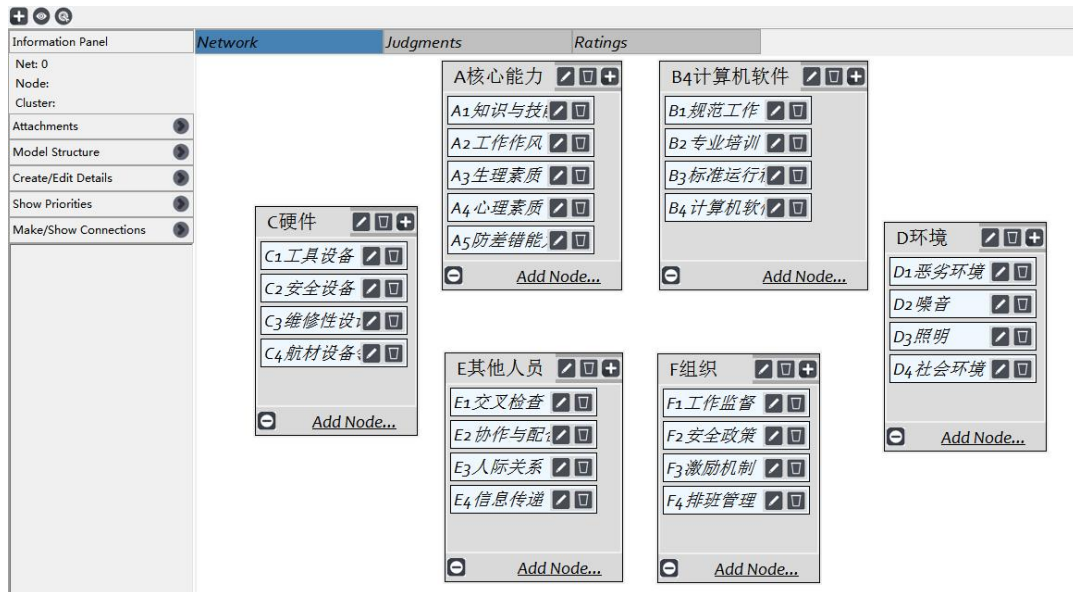 Information Panel
Net: 0
Node:
Cluster:
Attachments
Model Structure
Create/Edit Details
Show Priorities
Make/Show Connections
Network
Judgments
Ratings
A核心能力
A1知识与技
A2工作作风
A3生理素质
A4心理素质
A5防差错能
Add Node...
B4计算机软件
B1规范工作
B2专业培训
B3标准运行
B4计算机软
Add Node...
C硬件
C1工具设备
C2安全设备
C3维修性设
C4航材设备
Add Node...
D环境
D1恶劣环境
D2噪音
D3照明
D4社会环境
Add Node...
E其他人员
E1交叉检查
E2协作与配
E3人际关系
E4信息传递
Add Node...
F组织
F1工作监督
F2安全政策
F3激励机制
F4排班管理
Add Node...